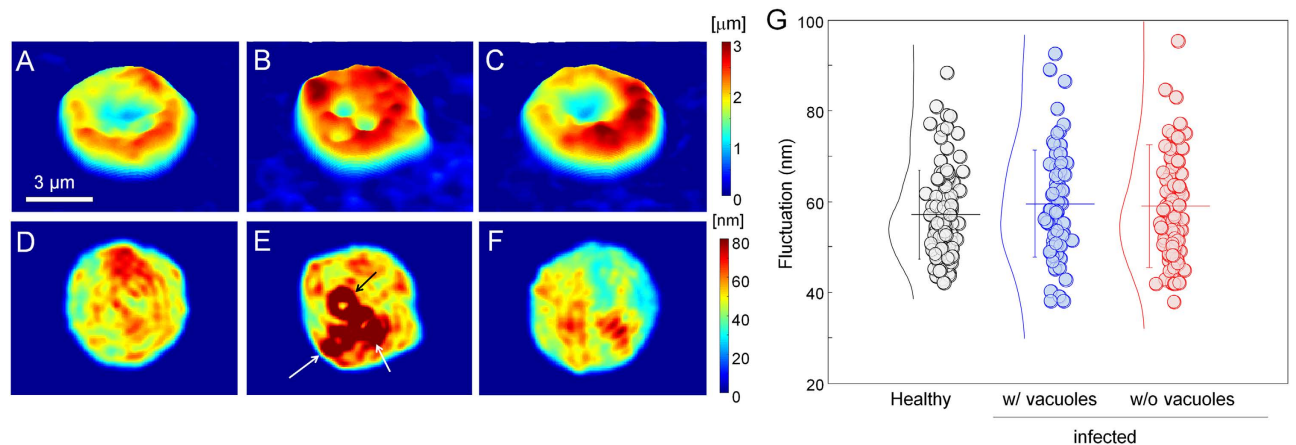 A
B
C
3 μm
[μm]
3
2
1
0
D
E
F
[nm]
80
60
40
20
0
G
Fluctuation (nm)
100
80
60
40
20
Healthy
w/ vacuoles
w/o vacuoles
infected